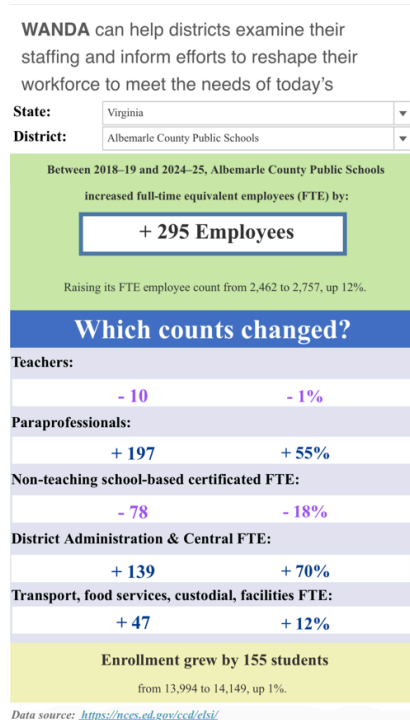 WANDA can help districts examine their
staffing and inform efforts to reshape their
workforce to meet the needs of today's
State: Virginia
District: Albemarle County Public Schools
Between 2018–19 and 2024–25, Albemarle County Public Schools
increased full-time equivalent employees (FTE) by:
+ 295 Employees
Raising its FTE employee count from 2,462 to 2,757, up 12%.
Which counts changed?
Teachers:
- 10 - 1%
Paraprofessionals:
+ 197 + 55%
Non-teaching school-based certificated FTE:
- 78 - 18%
District Administration & Central FTE:
+ 139 + 70%
Transport, food services, custodial, facilities FTE:
+ 47 + 12%
Enrollment grew by 155 students
from 13,994 to 14,149, up 1%.
Data source: https://nces.ed.gov/ccd/elsi/